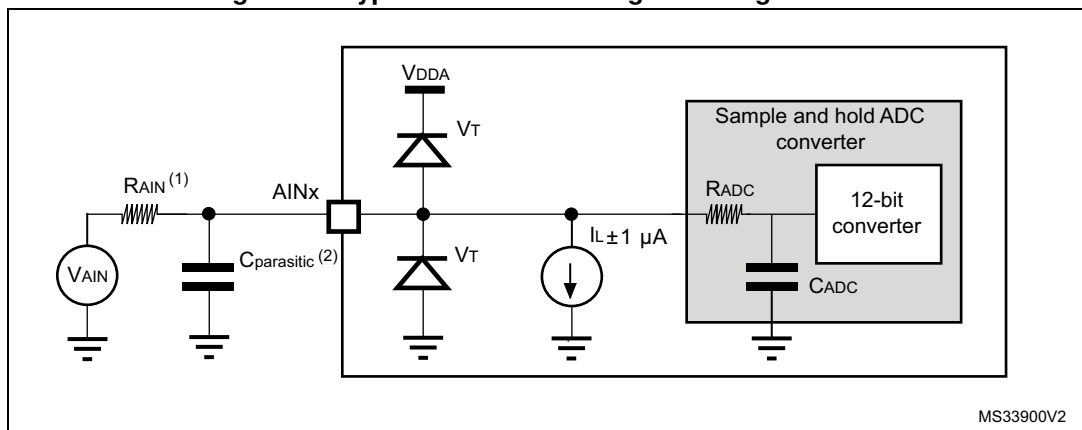 VDDA
VT
Sample and hold ADC
converter
RAIN (1)
AINx
RADC
12-bit
converter
IL±1 µA
VT
Cparasitic (2)
VAIN
CADC
MS33900V2